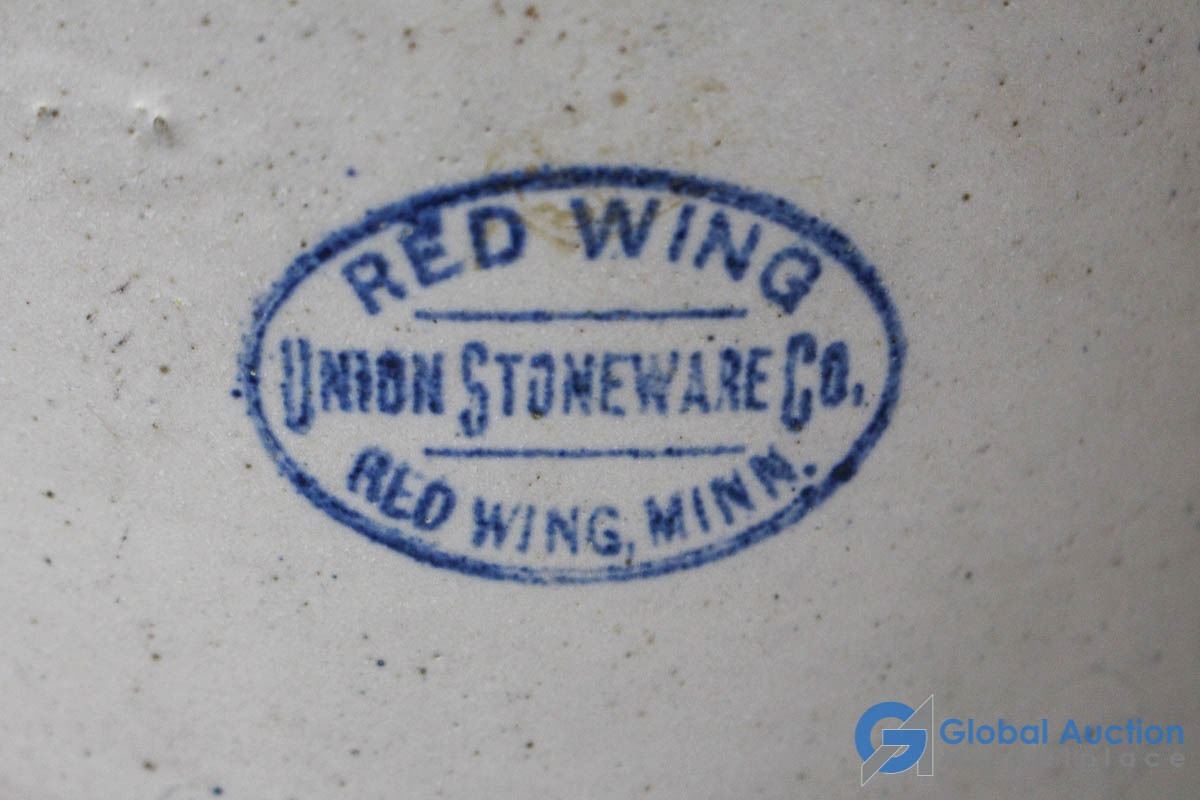 RED WING
UNION STONEWARE CO.
RED WING, MINN.
Global Auction